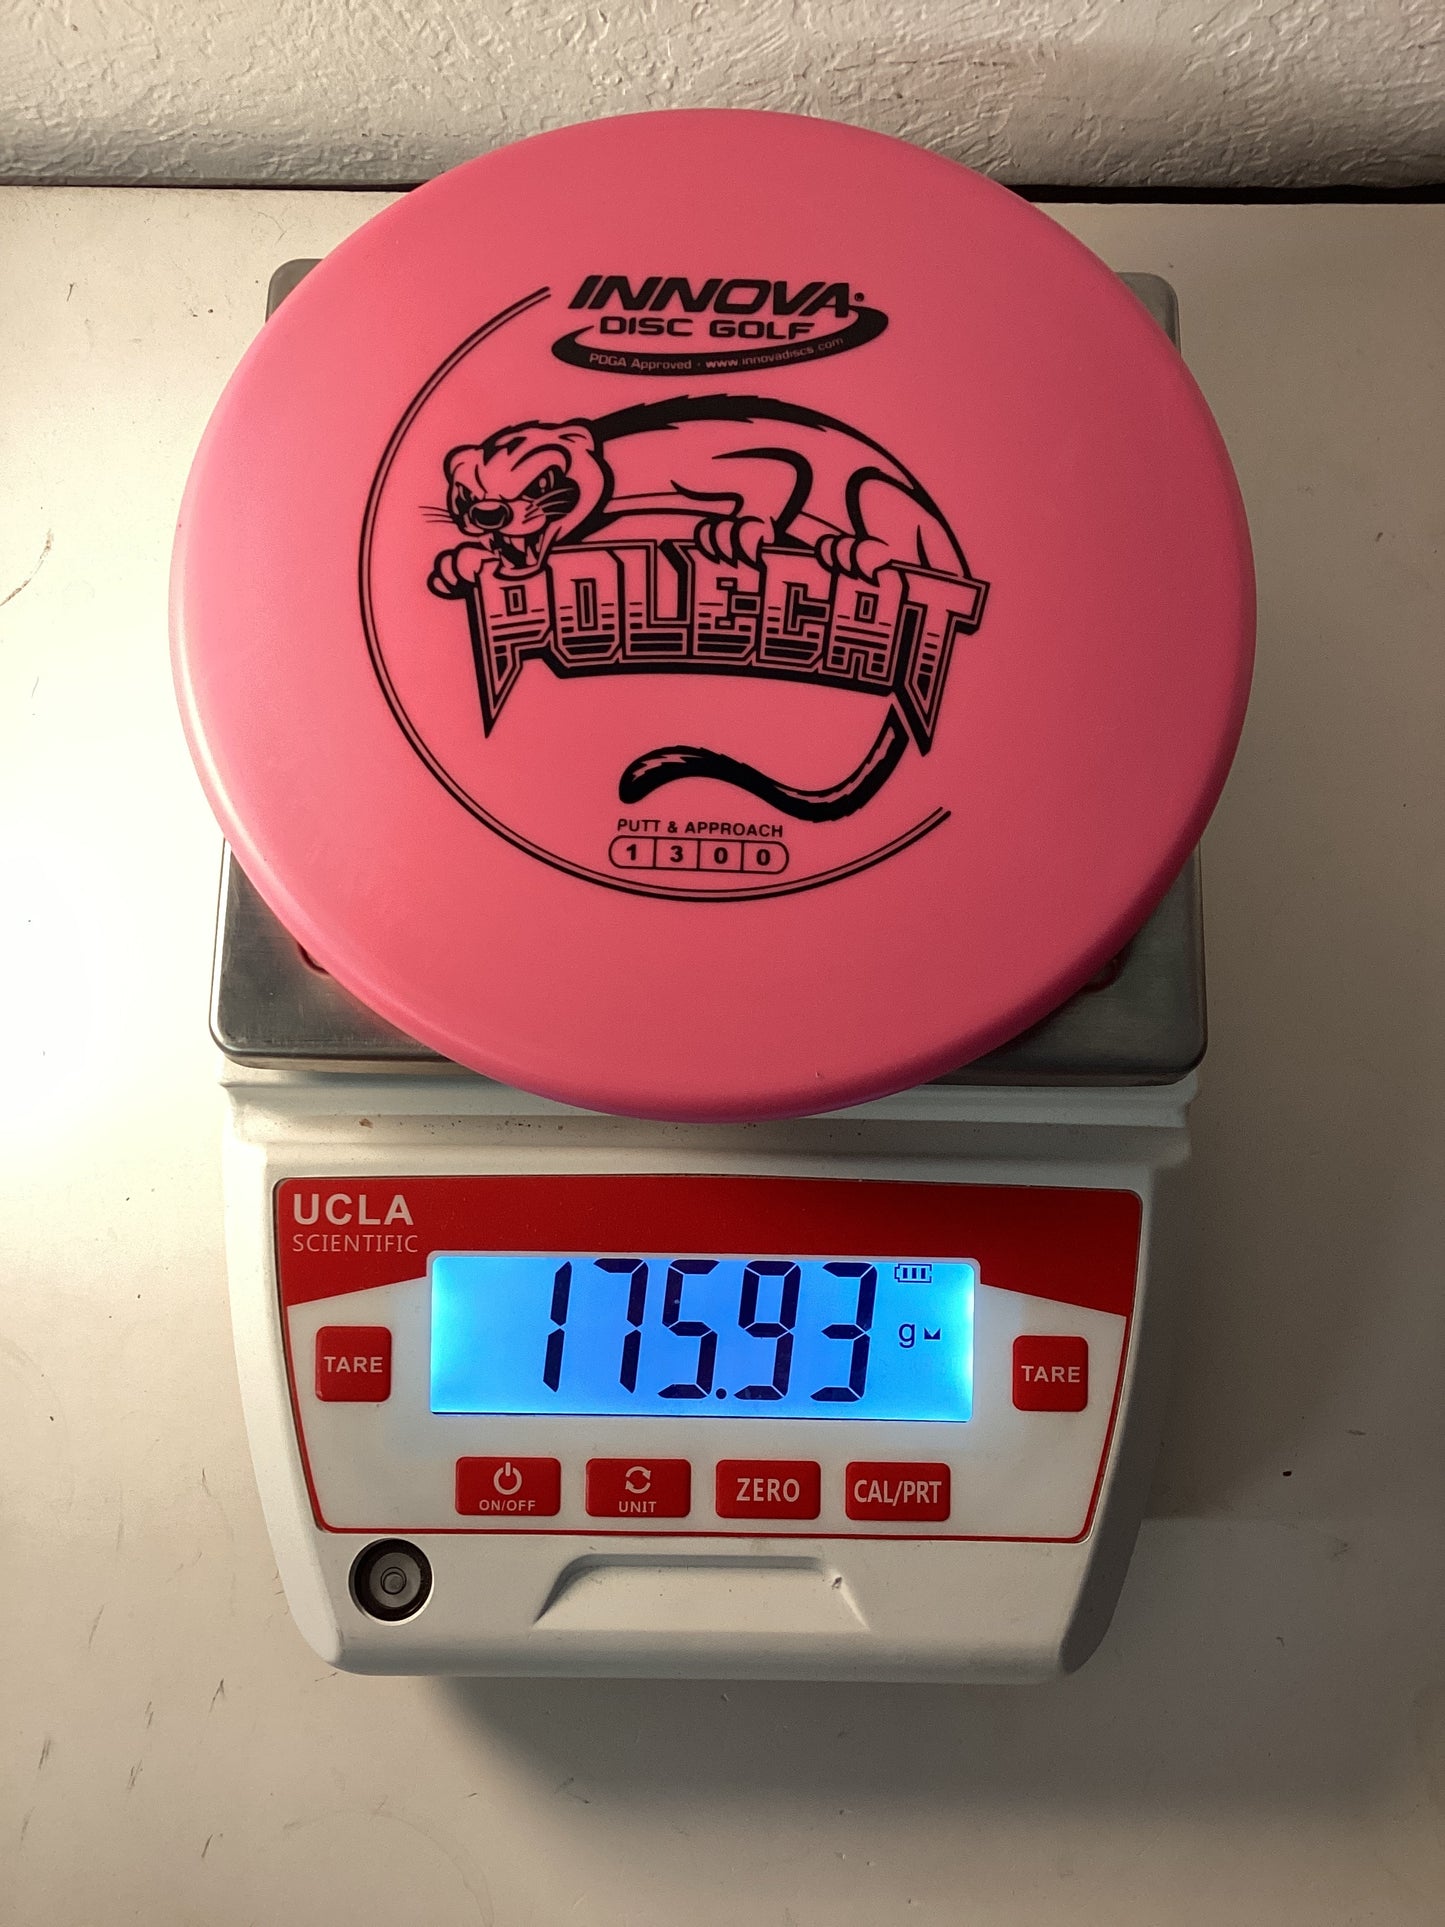 INNOVA®
DISC GOLF
PDGA Approved · www.innovadiscs.com
POLECAT
PUTT & APPROACH
1 3 0 0
UCLA
SCIENTIFIC
175.93 g
TARE
TARE
ON/OFF UNIT ZERO CAL/PRT